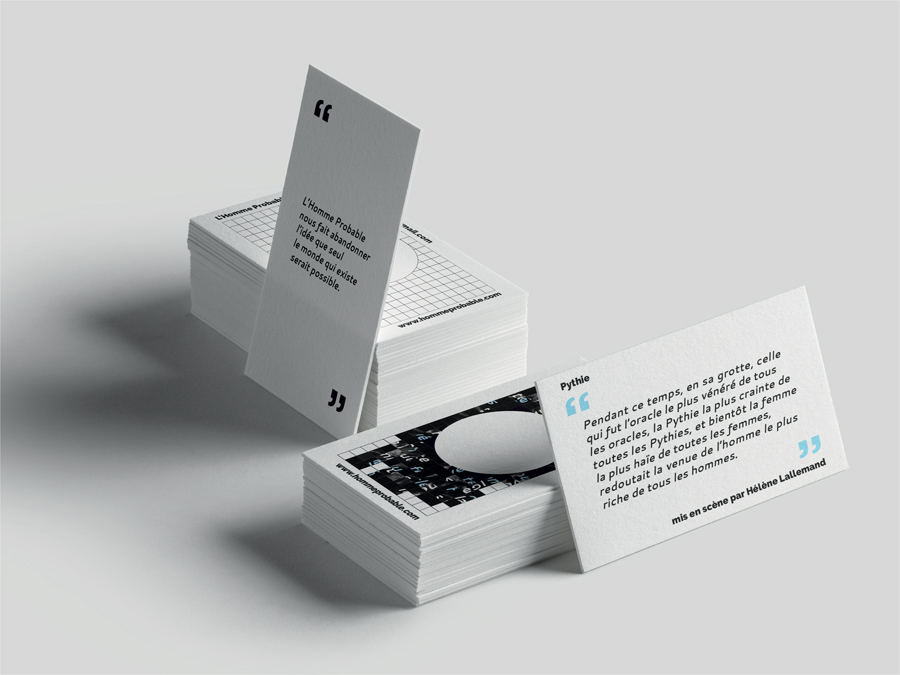 “
L’Homme Probable
nous fait abandonner
l’idée que seul
le monde qui existe
serait possible.
”
L’Homme Probable
mail.com
www.hommeprobable.com
www.hommeprobable.com
Pythie
“
Pendant ce temps, en sa grotte, celle
qui fut l’oracle le plus vénéré de tous
les oracles, la Pythie la plus crainte de
toutes les Pythies, et bientôt la femme
la plus haïe de toutes les femmes,
redoutait la venue de l’homme le plus
riche de tous les hommes.
”
mis en scène par Hélène Lallemand